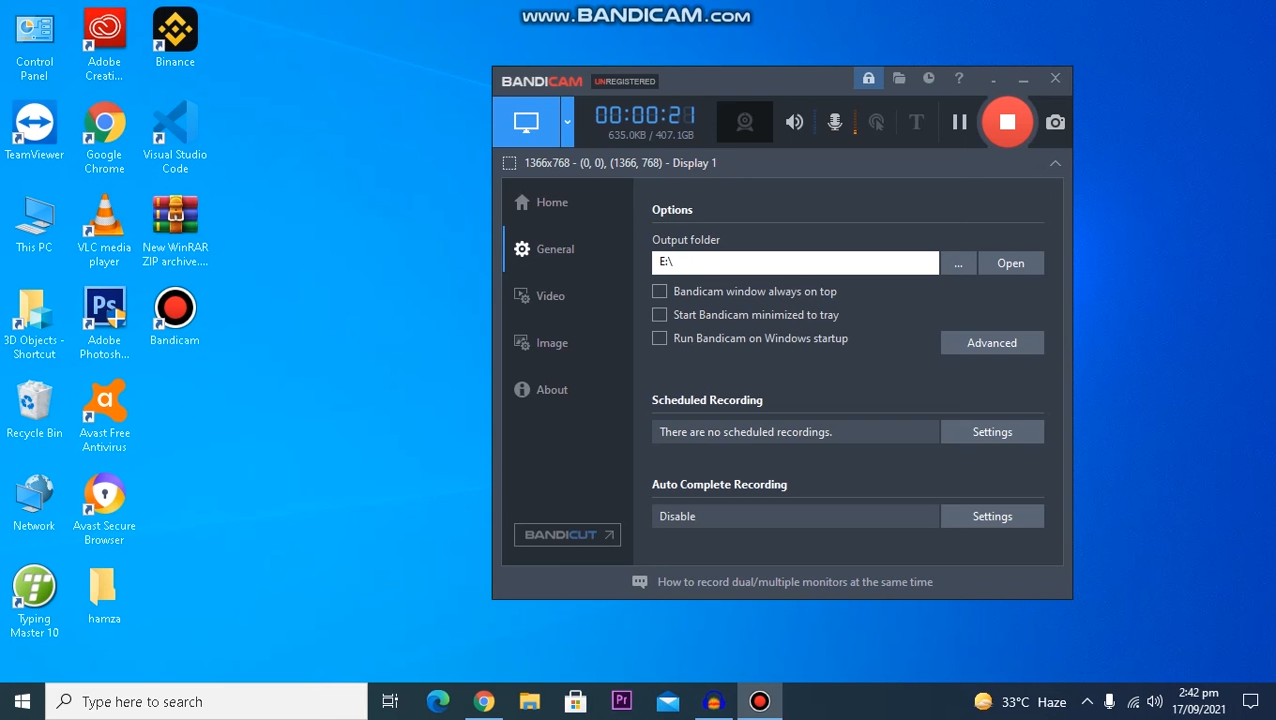 www.BANDICAM.com
Control
Panel
Adobe
Creati...
Binance
TeamViewer
Google
Chrome
Visual Studio
Code
This PC
VLC media
player
New WinRAR
ZIP archive....
3D Objects -
Shortcut
Adobe
Photosh...
Bandicam
Recycle Bin
Avast Free
Antivirus
Network
Avast Secure
Browser
Typing
Master 10
hamza
BANDICAM UNREGISTERED
00:00:21
635.0KB / 407.1GB
1366x768 - (0, 0), (1366, 768) - Display 1
Home
General
Video
Image
About
BANDICUT
Options
Output folder
E:\ ... Open
Bandicam window always on top
Start Bandicam minimized to tray
Run Bandicam on Windows startup
Advanced
Scheduled Recording
There are no scheduled recordings. Settings
Auto Complete Recording
Disable Settings
How to record dual/multiple monitors at the same time
Type here to search
33°C Haze
2:42 pm
17/09/2021